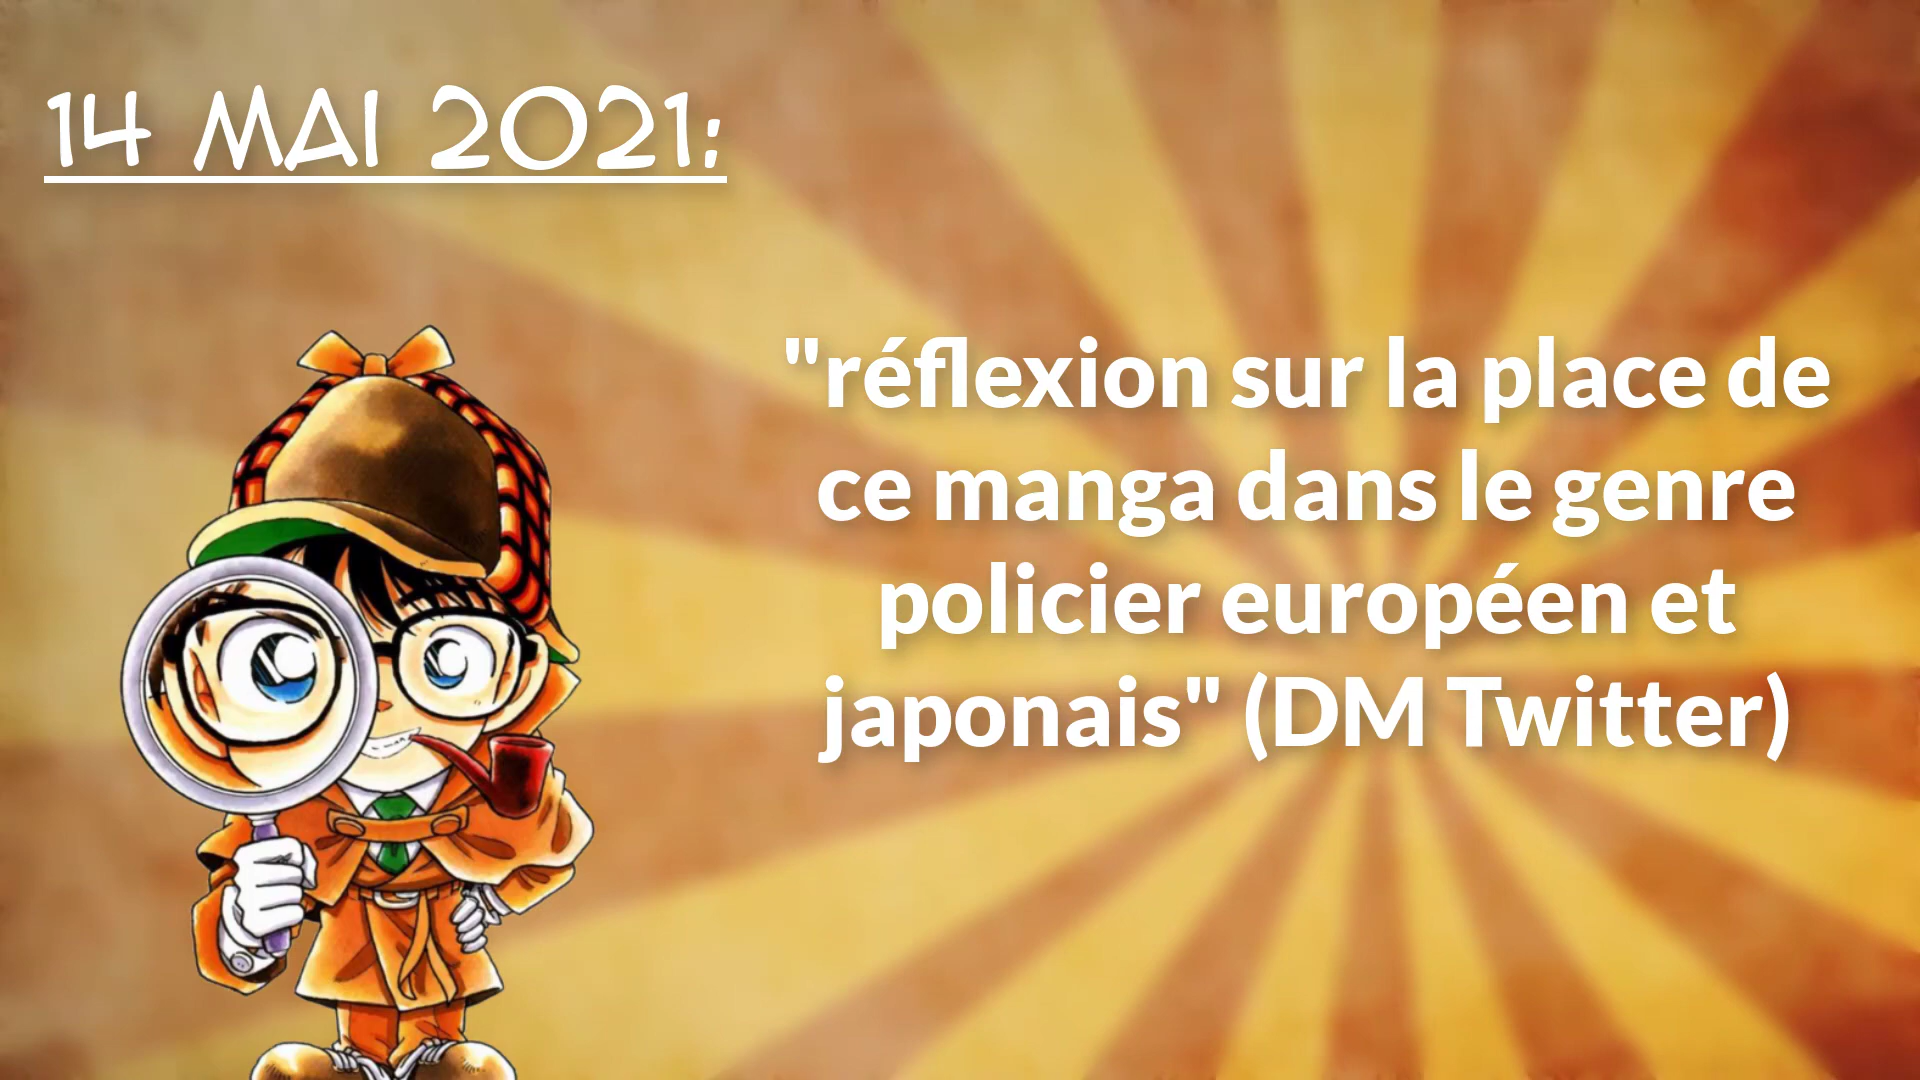 14 MAI 2021:
"réflexion sur la place de
ce manga dans le genre
policier européen et
japonais" (DM Twitter)